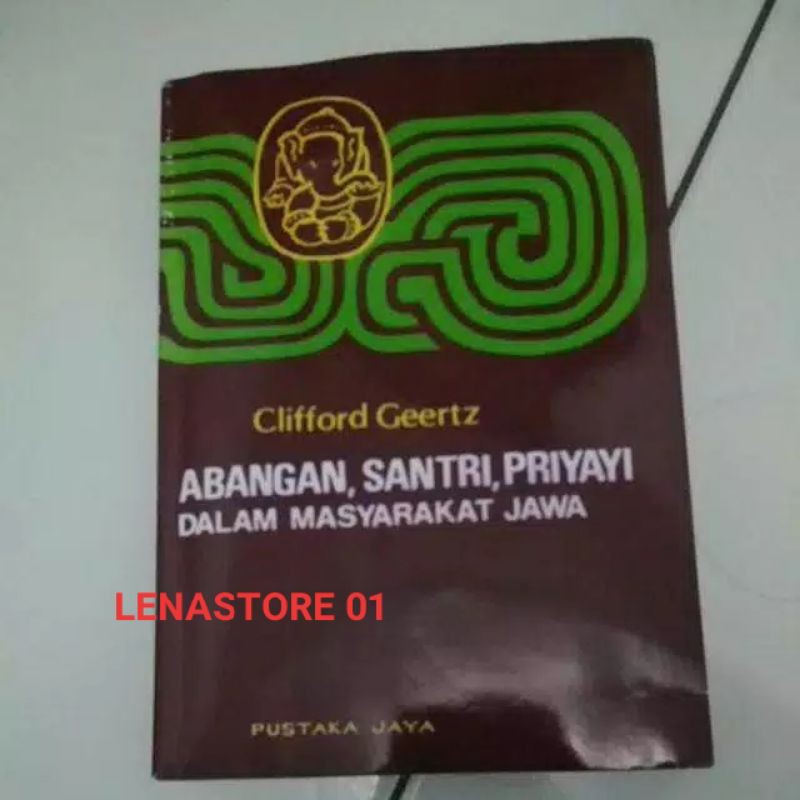 Clifford Geertz
ABANGAN, SANTRI, PRIYAYI
DALAM MASYARAKAT JAWA
LENASTORE 01
PUSTAKA JAYA